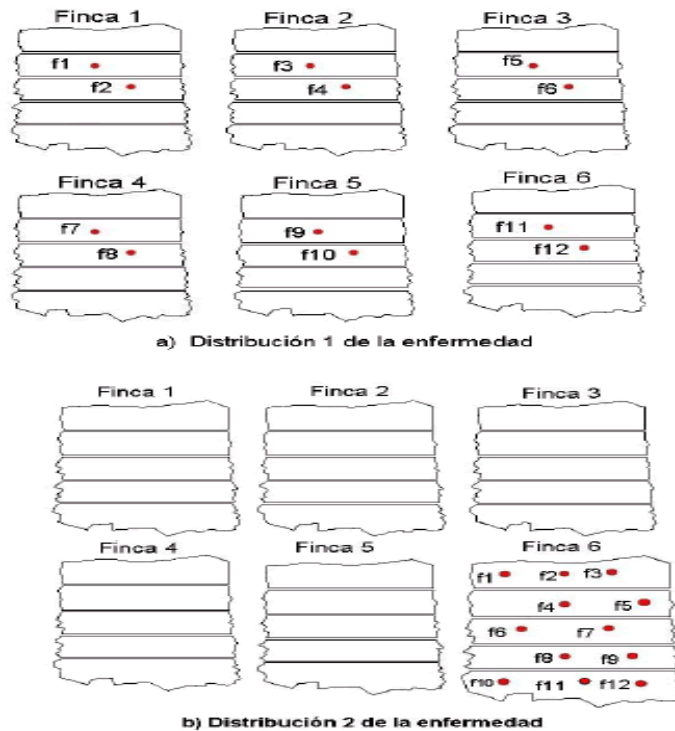 Finca 1 Finca 2 Finca 3
f1 f3 f5
f2 f4 f6
Finca 4 Finca 5 Finca 6
f7 f9 f11
f8 f10 f12
a) Distribución 1 de la enfermedad
Finca 1 Finca 2 Finca 3
Finca 4 Finca 5 Finca 6
f1 f2 f3
f4 f5
f6 f7
f8 f9
f10 f11 f12
b) Distribución 2 de la enfermedad